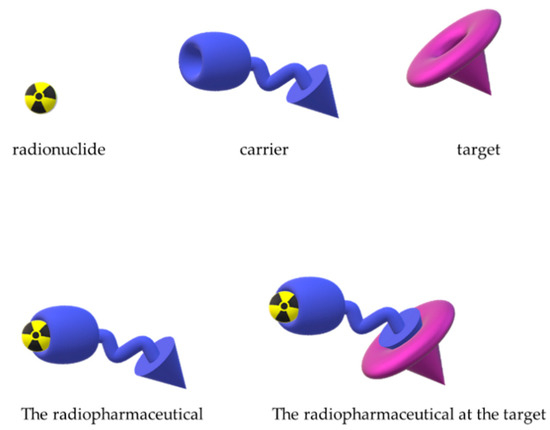 radionuclide carrier target
The radiopharmaceutical The radiopharmaceutical at the target